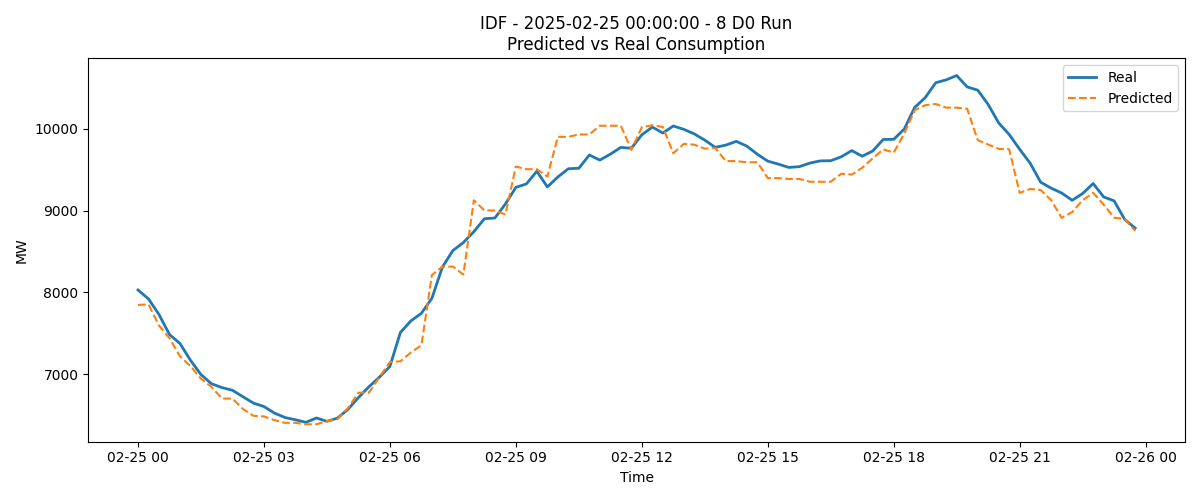 IDF - 2025-02-25 00:00:00 - 8 D0 Run
Predicted vs Real Consumption
Real
Predicted
MW
10000
9000
8000
7000
02-25 00
02-25 03
02-25 06
02-25 09
02-25 12
02-25 15
02-25 18
02-25 21
02-26 00
Time